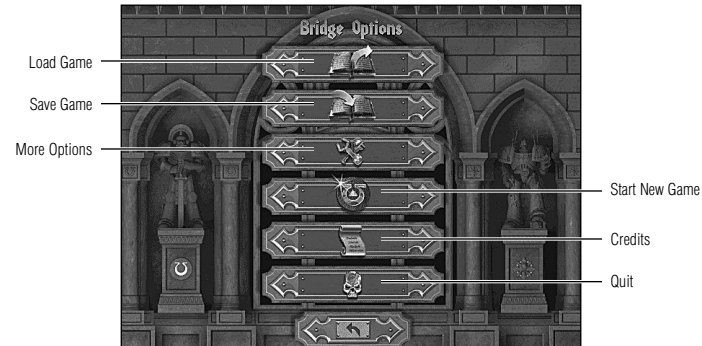 Bridge Options
Load Game
Save Game
More Options
Start New Game
Credits
Quit